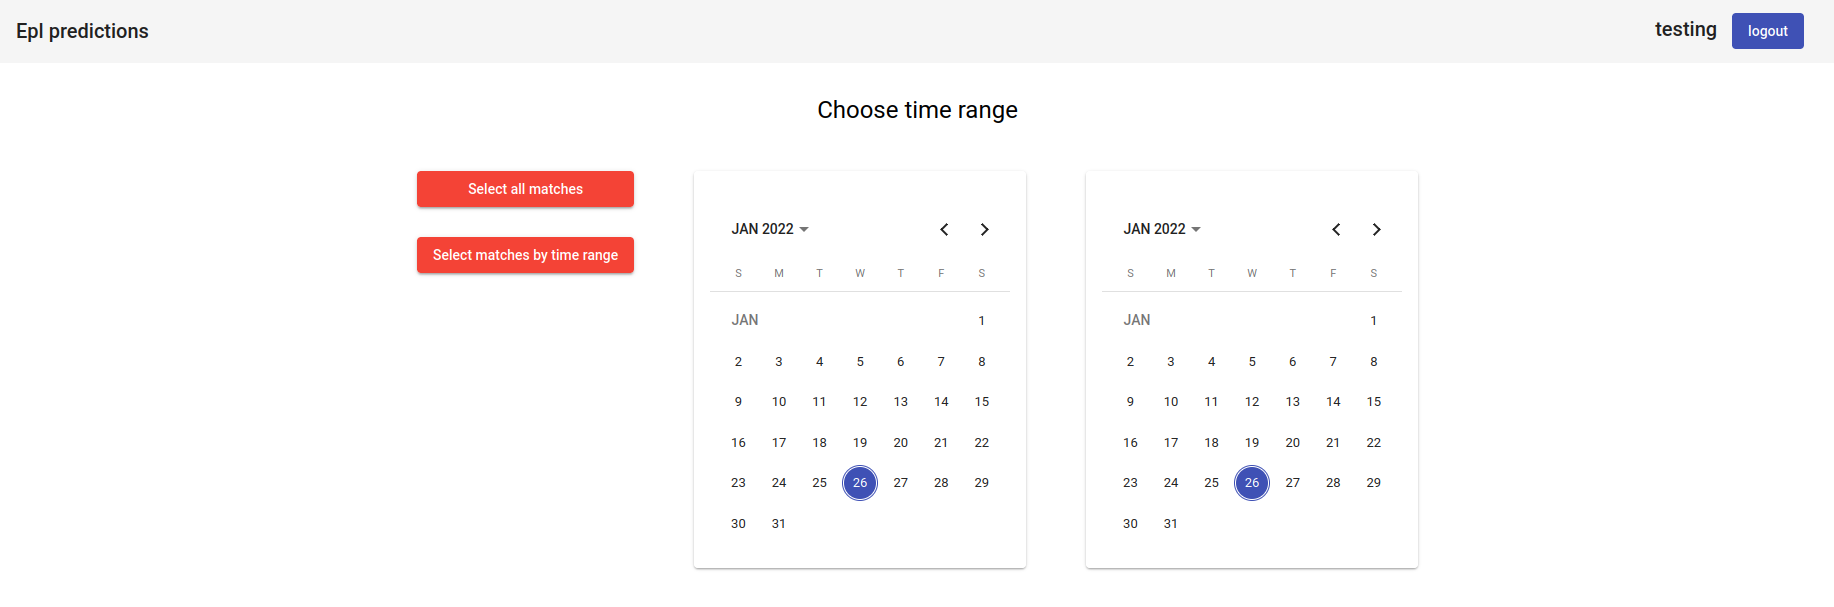 Epl predictions
testing
logout
Choose time range
Select all matches
Select matches by time range
JAN 2022
S M T W T F S
JAN 1
2 3 4 5 6 7 8
9 10 11 12 13 14 15
16 17 18 19 20 21 22
23 24 25 26 27 28 29
30 31
JAN 2022
S M T W T F S
JAN 1
2 3 4 5 6 7 8
9 10 11 12 13 14 15
16 17 18 19 20 21 22
23 24 25 26 27 28 29
30 31